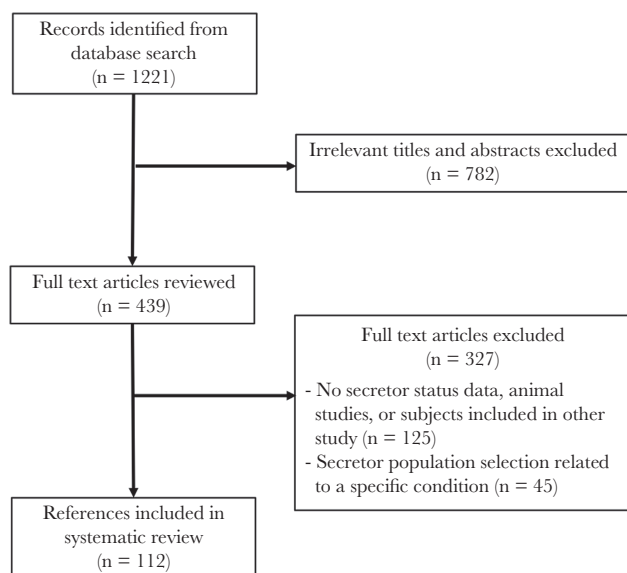 Records identified from
database search
(n = 1221)
Irrelevant titles and abstracts excluded
(n = 782)
Full text articles reviewed
(n = 439)
Full text articles excluded
(n = 327)
- No secretor status data, animal
studies, or subjects included in other
study (n = 125)
- Secretor population selection related
to a specific condition (n = 45)
References included in
systematic review
(n = 112)